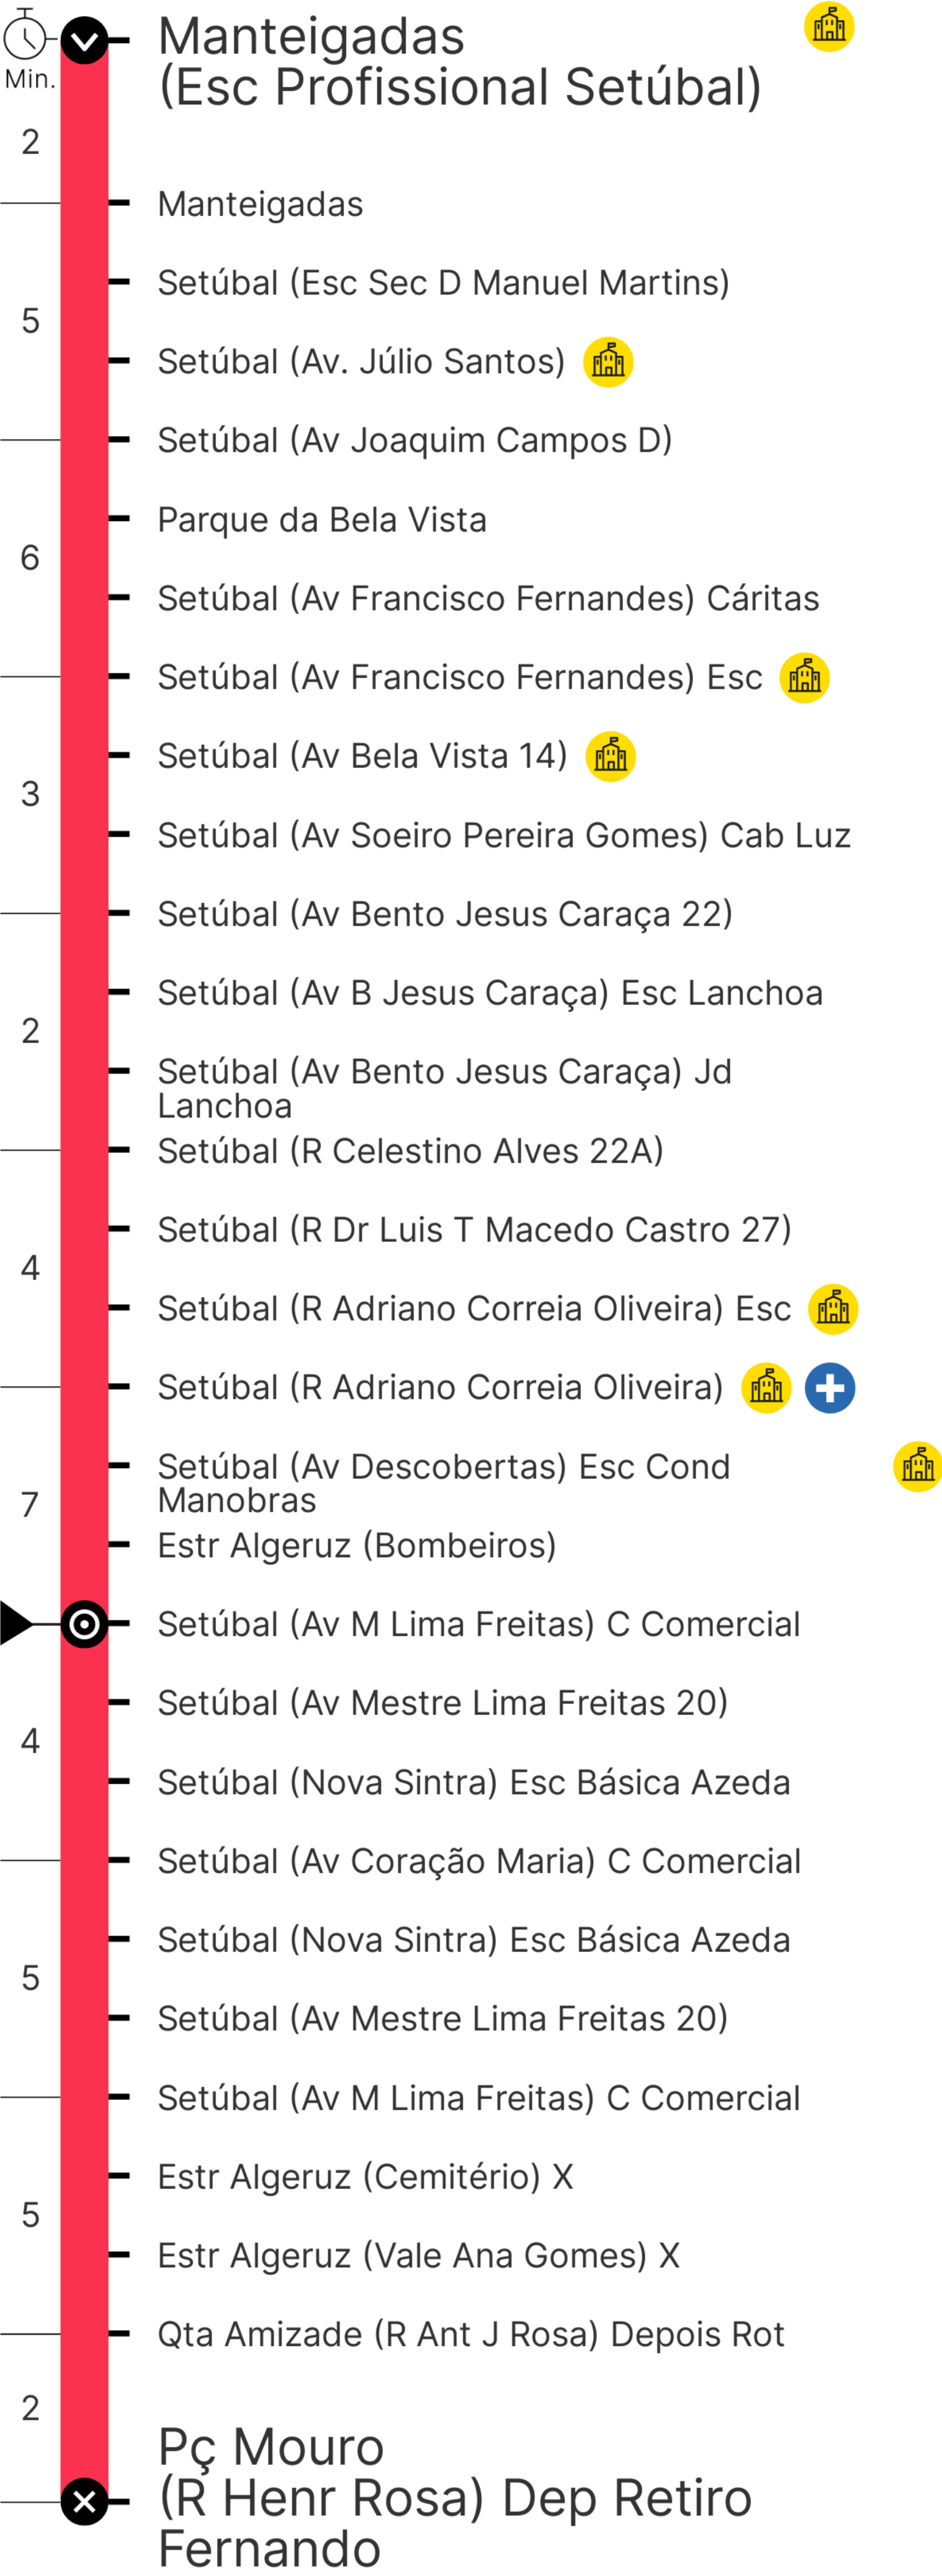 Manteigadas
(Esc Profissional Setúbal)
Min.
2
Manteigadas
Setúbal (Esc Sec D Manuel Martins)
5
Setúbal (Av. Júlio Santos)
Setúbal (Av Joaquim Campos D)
Parque da Bela Vista
6
Setúbal (Av Francisco Fernandes) Cáritas
Setúbal (Av Francisco Fernandes) Esc
Setúbal (Av Bela Vista 14)
3
Setúbal (Av Soeiro Pereira Gomes) Cab Luz
Setúbal (Av Bento Jesus Caraça 22)
Setúbal (Av B Jesus Caraça) Esc Lanchoa
2
Setúbal (Av Bento Jesus Caraça) Jd
Lanchoa
Setúbal (R Celestino Alves 22A)
Setúbal (R Dr Luis T Macedo Castro 27)
4
Setúbal (R Adriano Correia Oliveira) Esc
Setúbal (R Adriano Correia Oliveira)
Setúbal (Av Descobertas) Esc Cond
Manobras
7
Estr Algeruz (Bombeiros)
Setúbal (Av M Lima Freitas) C Comercial
Setúbal (Av Mestre Lima Freitas 20)
4
Setúbal (Nova Sintra) Esc Básica Azeda
Setúbal (Av Coração Maria) C Comercial
Setúbal (Nova Sintra) Esc Básica Azeda
5
Setúbal (Av Mestre Lima Freitas 20)
Setúbal (Av M Lima Freitas) C Comercial
Estr Algeruz (Cemitério) X
5
Estr Algeruz (Vale Ana Gomes) X
Qta Amizade (R Ant J Rosa) Depois Rot
2
Pç Mouro
(R Henr Rosa) Dep Retiro
Fernando